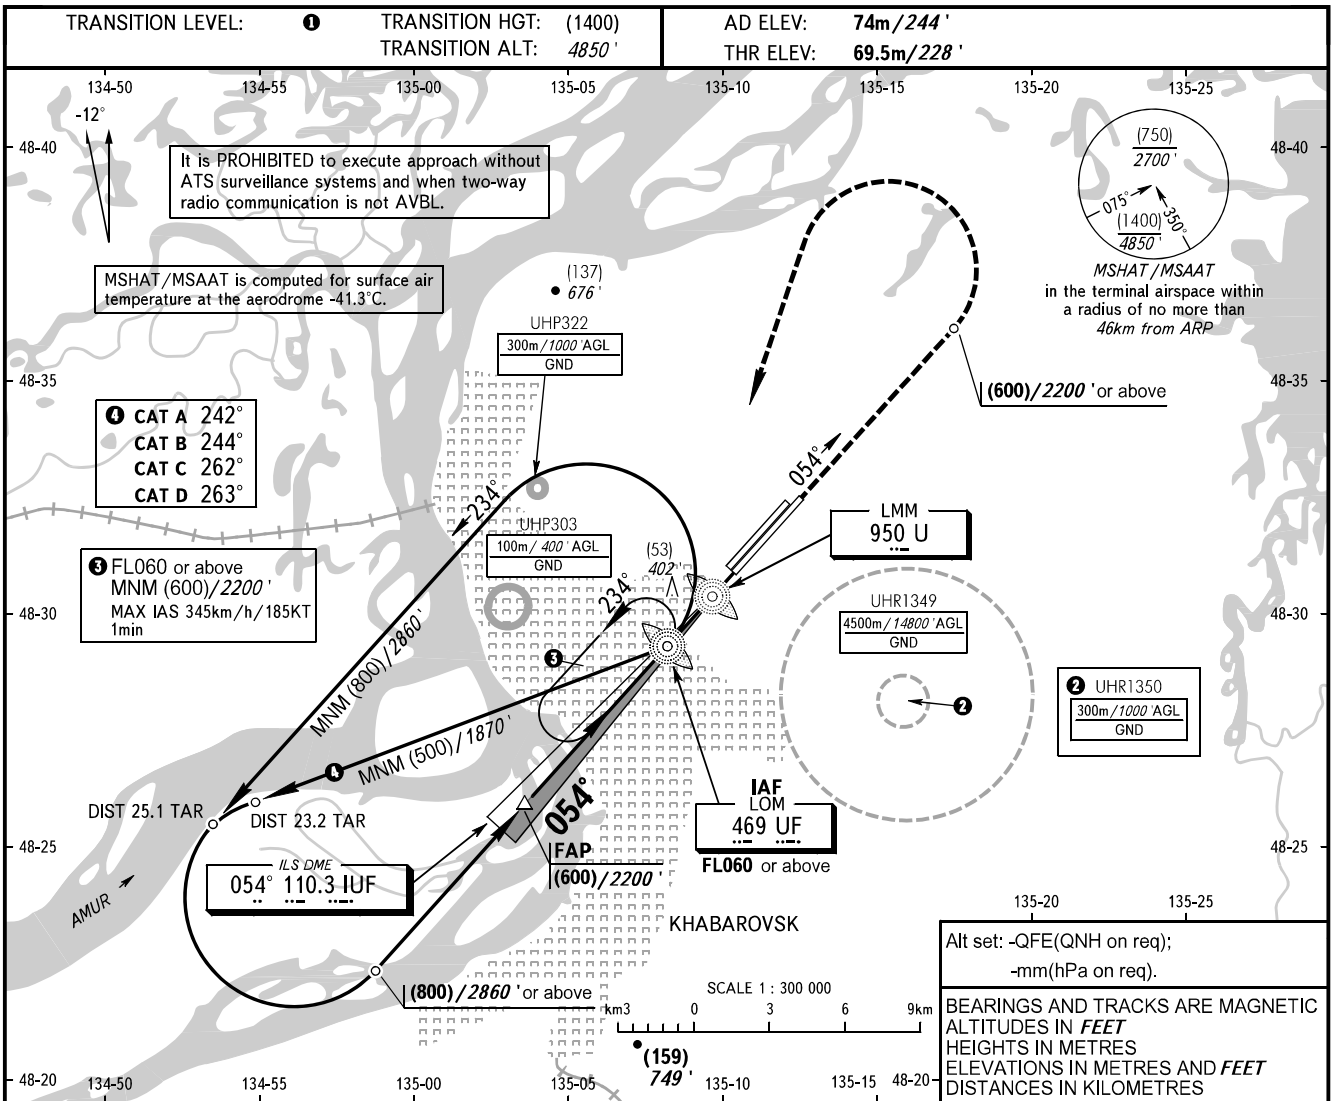 TRANSITION LEVEL: ❶ TRANSITION HGT: (1400)
TRANSITION ALT: 4850 '
AD ELEV: 74m/244 '
THR ELEV: 69.5m/228 '
134-50 134-55 135-00 135-05 135-10 135-15 135-20 135-25
-12°
48-40 48-40
It is PROHIBITED to execute approach without
ATS surveillance systems and when two-way
radio communication is not AVBL.
(750)
2700 '
075°
350°
(1400)
4850 '
MSHAT/MSAAT
in the terminal airspace within
a radius of no more than
46km from ARP
MSHAT/MSAAT is computed for surface air
temperature at the aerodrome -41.3°C.
(137)
676 '
UHP322
300m/1000 'AGL
GND
48-35 48-35
(600)/2200 'or above
❹ CAT A 242°
CAT B 244°
CAT C 262°
CAT D 263°
054°
234°
LMM
950 U
UHP303
100m/400 'AGL
GND
(53)
402 '
❸ FL060 or above
MNM (600)/2200 '
MAX IAS 345km/h/185KT
1min
234°
48-30 48-30
UHR1349
4500m/14800 'AGL
GND
❸
❷
❷ UHR1350
300m/1000 'AGL
GND
MNM (800)/2860 '
MNM (500)/1870 '
❹
DIST 25.1 TAR
DIST 23.2 TAR
054°
IAF
LOM
469 UF
FL060 or above
48-25 48-25
FAP
(600)/2200 '
ILS DME
054° 110.3 IUF
AMUR
KHABAROVSK
135-20 135-25
(800)/2860 'or above
SCALE 1 : 300 000
km3 0 3 6 9km
(159)
749 '
Alt set: -QFE(QNH on req);
-mm(hPa on req).
BEARINGS AND TRACKS ARE MAGNETIC
ALTITUDES IN FEET
HEIGHTS IN METRES
ELEVATIONS IN METRES AND FEET
DISTANCES IN KILOMETRES
48-20 134-50 134-55 135-00 135-05 135-10 135-15 48-20